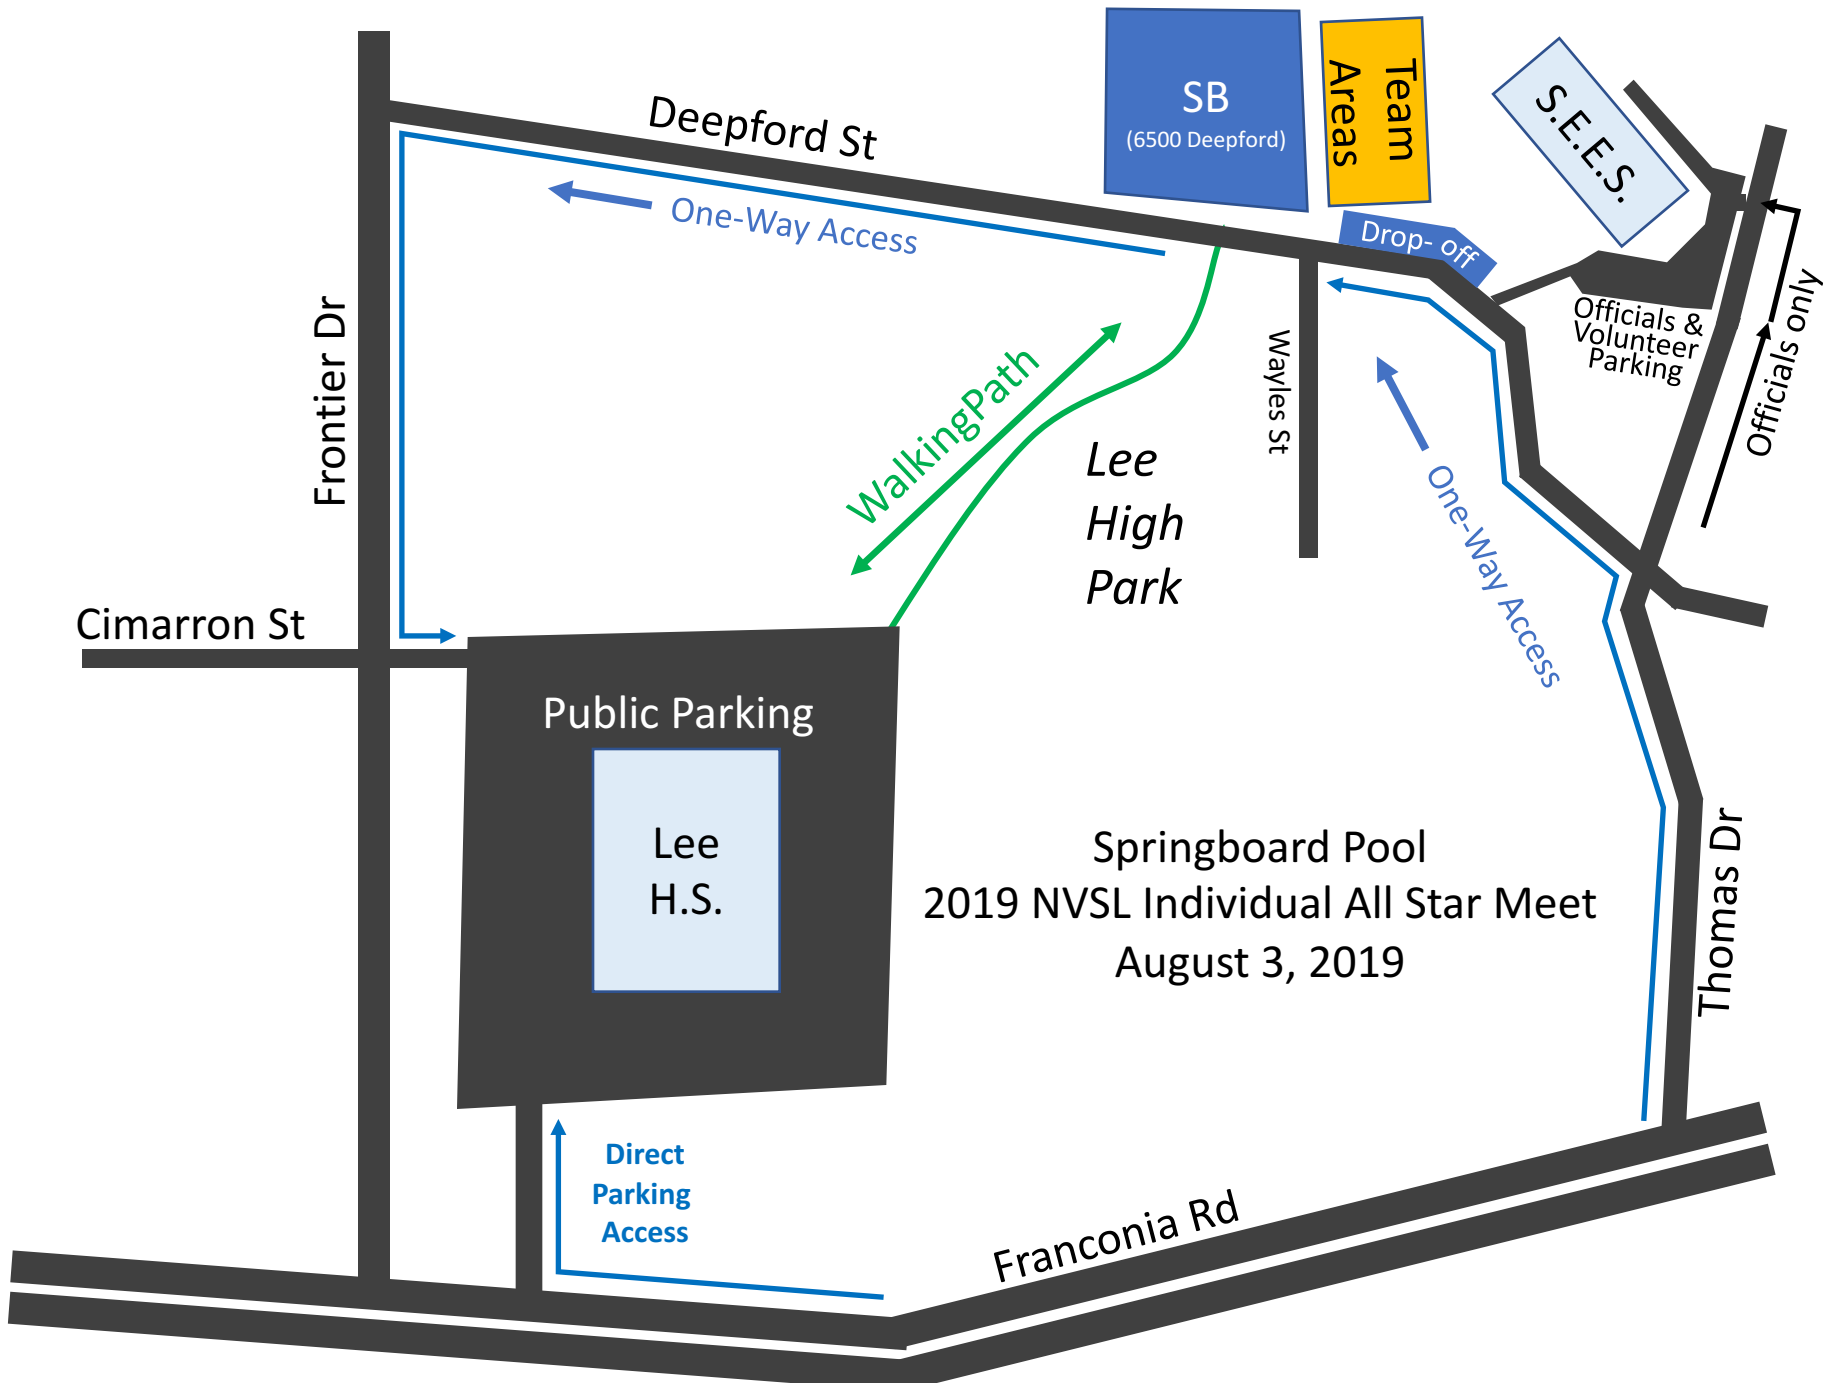 SB
(6500 Deepford)
Team
Areas
S.E.E.S.
Deepford St
One-Way Access
Drop- off
Officials &
Volunteer
Parking
Officials only
Frontier Dr
WalkingPath
Wayles St
Lee
High
Park
One-Way Access
Cimarron St
Public Parking
Lee
H.S.
Springboard Pool
2019 NVSL Individual All Star Meet
August 3, 2019
Thomas Dr
Direct
Parking
Access
Franconia Rd